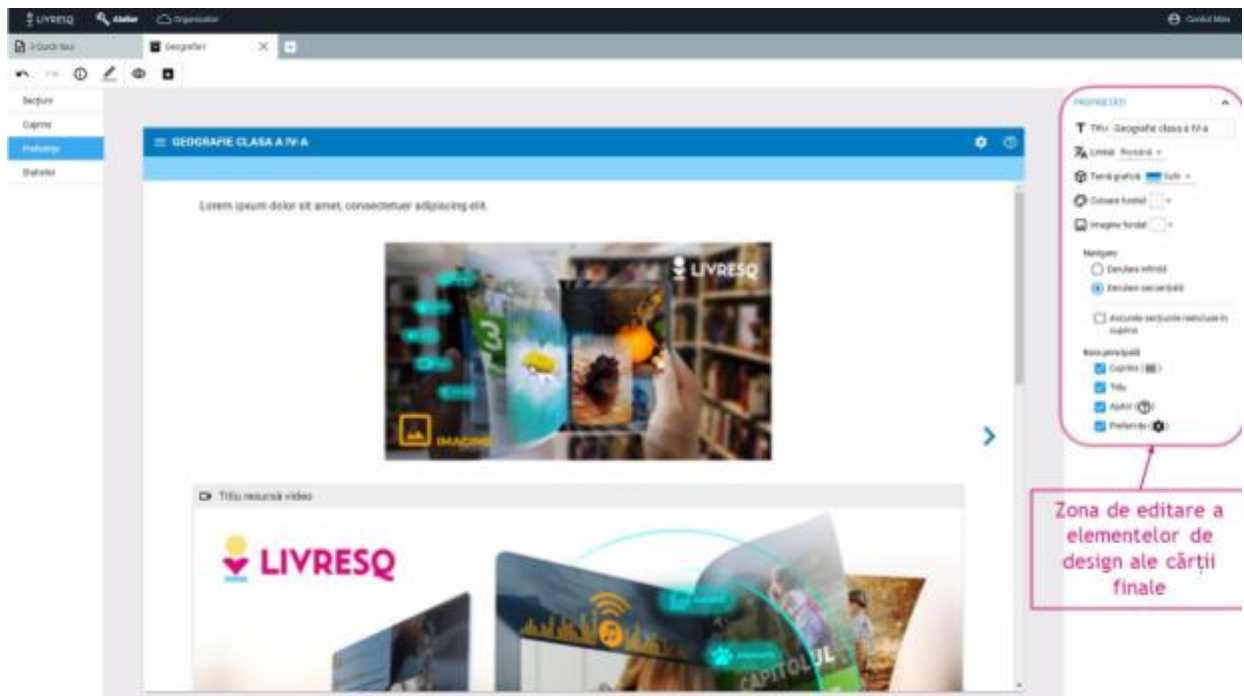 LIVRESQ
Atelier
Organizator
Geografie
Secțiuni
Cuprins
Preferințe
Statistici
GEOGRAFIE CLASA A IV-A
Lorem ipsum dolor sit amet, consectetuer adipiscing elit.
LIVRESQ
IMAGINE
Titlu resursă video
LIVRESQ
CAPITOLUL
PROPRIETĂȚI
Titlu Geografie clasa a IV-a
Limbă Română
Temă grafică Safe
Culoare fundal
Imagine fundal
Navigare
Derulare infinită
Derulare secvențială
Ascunde secțiunile neincluse în
cuprins
Bara principală
Cuprins
Titlu
Ajutor
Preferințe
Zona de editare a
elementelor de
design ale cărții
finale